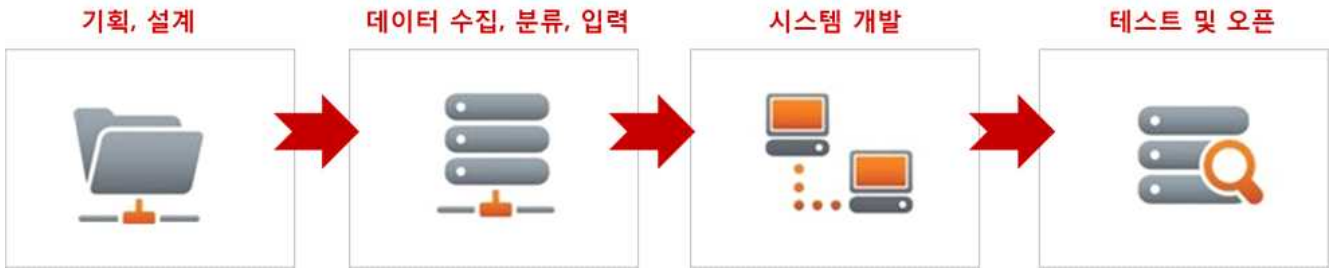 기획, 설계
데이터 수집, 분류, 입력
시스템 개발
테스트 및 오픈